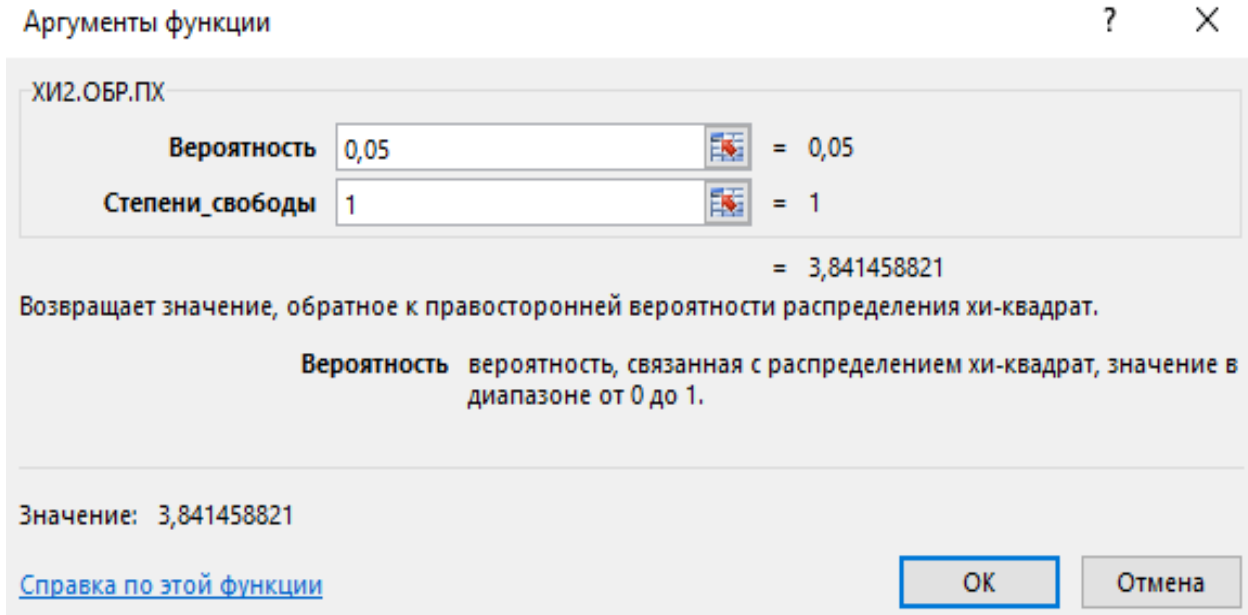 Аргументы функции ? ×
ХИ2.ОБР.ПХ
Вероятность 0,05 = 0,05
Степени_свободы 1 = 1
= 3,841458821
Возвращает значение, обратное к правосторонней вероятности распределения хи-квадрат.
Вероятность вероятность, связанная с распределением хи-квадрат, значение в
диапазоне от 0 до 1.
Значение: 3,841458821
Справка по этой функции ОК Отмена